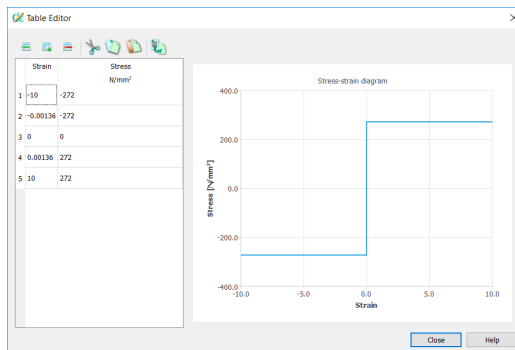 Table Editor
Strain Stress
N/mm²
1 -10 -272
2 -0.00136 -272
3 0 0
4 0.00136 272
5 10 272
Stress-strain diagram
400.0
200.0
0.0
-200.0
-400.0
Stress [N/mm²]
-10.0 -5.0 0.0 5.0 10.0
Strain
Close Help